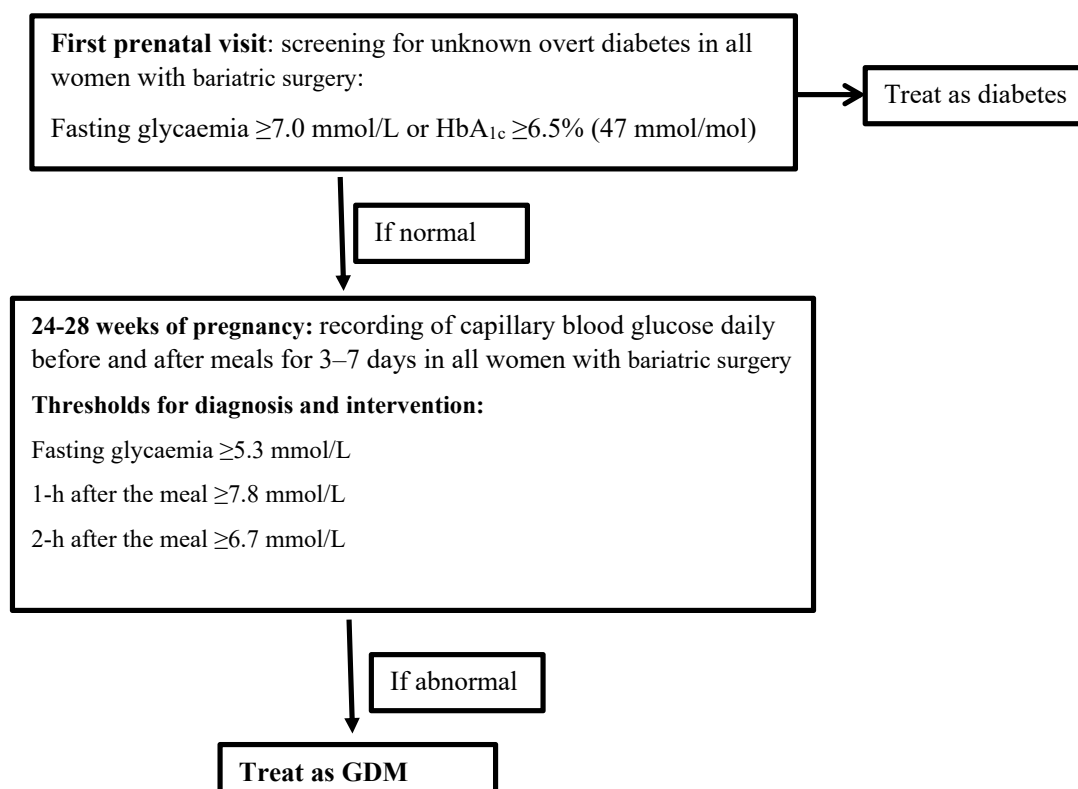 First prenatal visit: screening for unknown overt diabetes in all
women with bariatric surgery:
Fasting glycaemia ≥7.0 mmol/L or HbA1c ≥6.5% (47 mmol/mol)
Treat as diabetes
If normal
24-28 weeks of pregnancy: recording of capillary blood glucose daily
before and after meals for 3–7 days in all women with bariatric surgery
Thresholds for diagnosis and intervention:
Fasting glycaemia ≥5.3 mmol/L
1-h after the meal ≥7.8 mmol/L
2-h after the meal ≥6.7 mmol/L
If abnormal
Treat as GDM